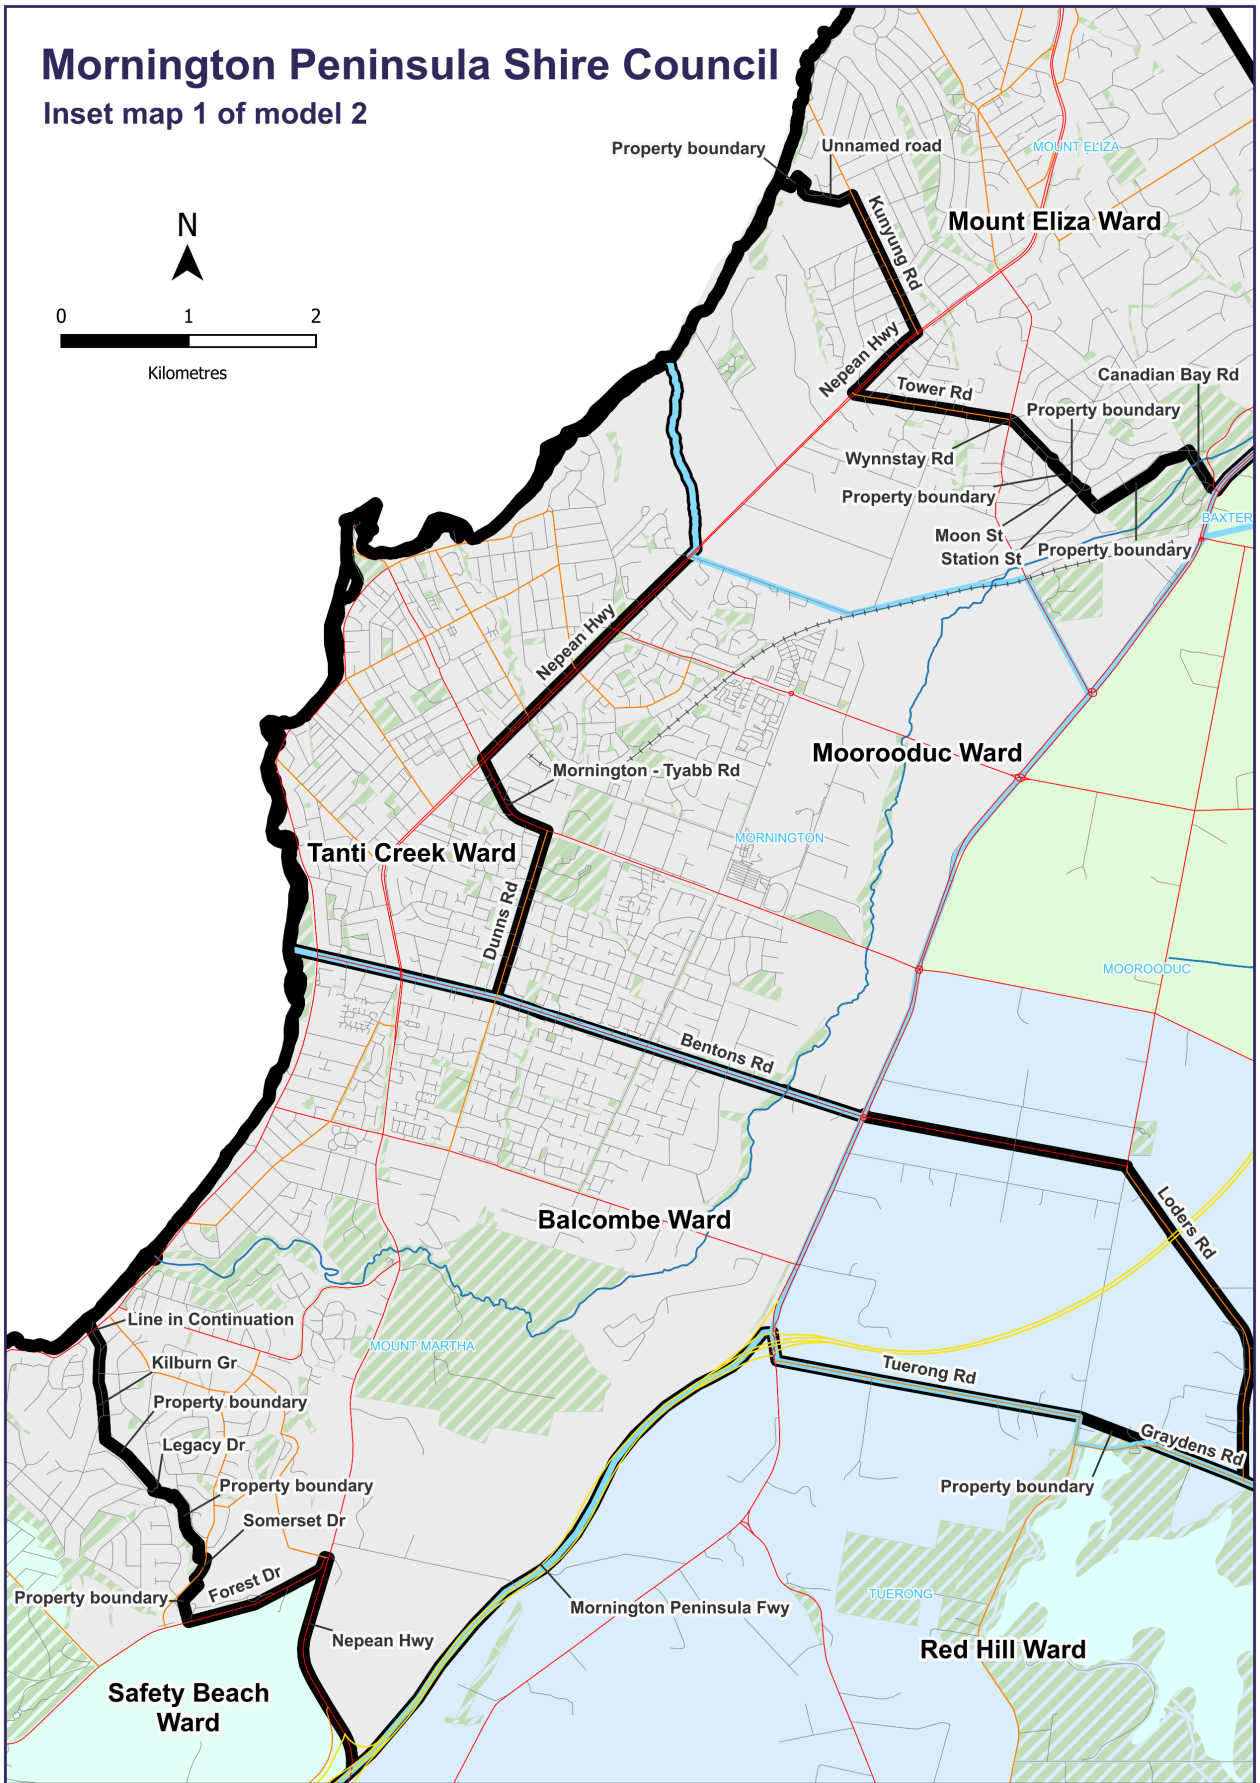 Mornington Peninsula Shire Council
Inset map 1 of model 2
Property boundary
Unnamed road
MOUNT ELIZA
N
Kunyung Rd
Mount Eliza Ward
0 1 2
Kilometres
Nepean Hwy
Tower Rd
Canadian Bay Rd
Property boundary
Wynnstay Rd
Property boundary
Moon St
Station St
Property boundary
BAXTER
Nepean Hwy
Mornington - Tyabb Rd
Moorooduc Ward
MORNINGTON
Tanti Creek Ward
Dunns Rd
MOOROODUC
Bentons Rd
Balcombe Ward
Loders Rd
Line in Continuation
MOUNT MARTHA
Kilburn Gr
Tuerong Rd
Property boundary
Legacy Dr
Graydens Rd
Property boundary
Property boundary
Somerset Dr
Forest Dr
Property boundary
TUERONG
Mornington Peninsula Fwy
Nepean Hwy
Red Hill Ward
Safety Beach
Ward